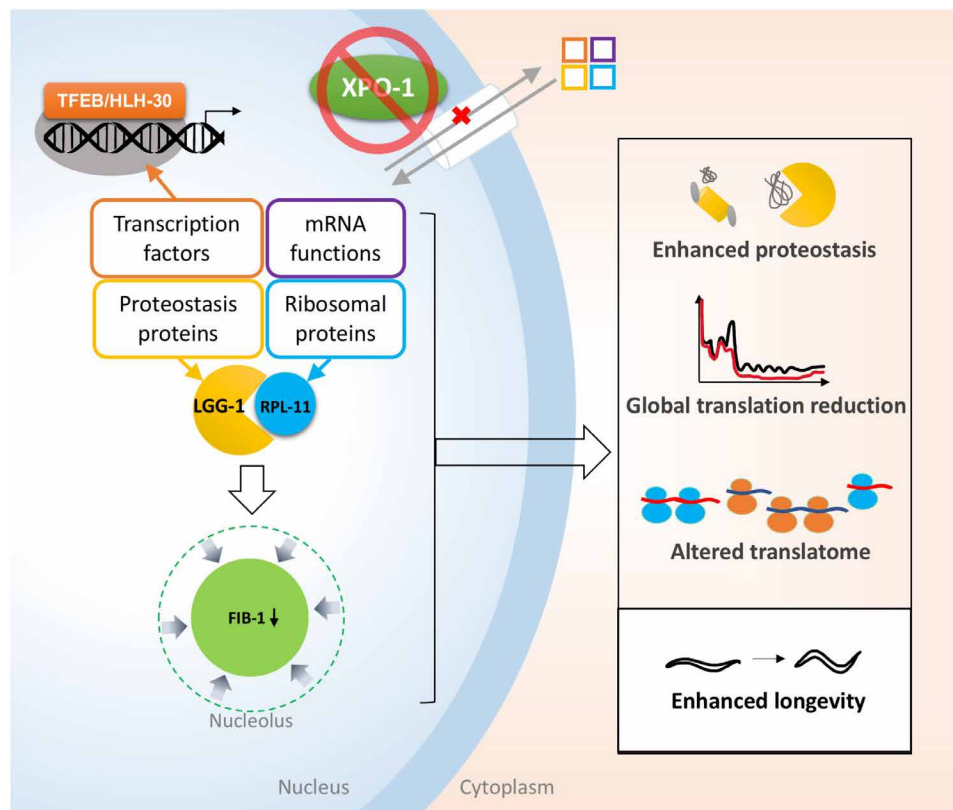 XPO-1
TFEB/HLH-30
Transcription
factors
mRNA
functions
Proteostasis
proteins
Ribosomal
proteins
LGG-1
RPL-11
FIB-1
Nucleolus
Nucleus
Cytoplasm
Enhanced proteostasis
Global translation reduction
Altered translatome
Enhanced longevity